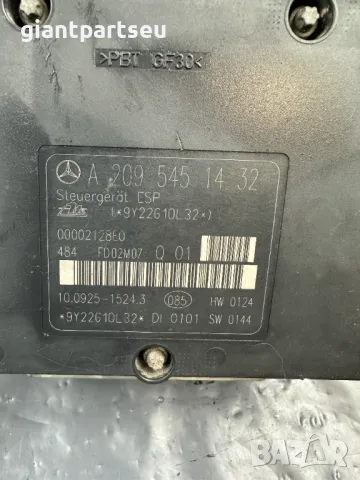 giantpartseu
>PBT GF30<
A 209 545 14 32
Steuergerät ESP
(*9Y22610L32*)
0000212860
484 FD02M07 Q 01
10.0925-1524.3 085 HW 0124
*9Y22610L32* DI 0101 SW 0144
BAZAR